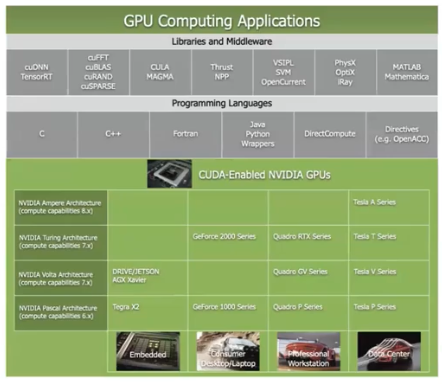 GPU Computing Applications
Libraries and Middleware
cuDNN
TensorRT
cuFFT
cuBLAS
cuRAND
cuSPARSE
CULA
MAGMA
Thrust
NPP
VSIPL
SVM
OpenCurrent
PhysX
OptiX
iRay
MATLAB
Mathematica
Programming Languages
C
C++
Fortran
Java
Python
Wrappers
DirectCompute
Directives
(e.g. OpenACC)
CUDA-Enabled NVIDIA GPUs
NVIDIA Ampere Architecture
(compute capabilities 8.x)
Tesla A Series
NVIDIA Turing Architecture
(compute capabilities 7.x)
GeForce 2000 Series
Quadro RTX Series
Tesla T Series
NVIDIA Volta Architecture
(compute capabilities 7.x)
DRIVE/JETSON
AGX Xavier
Quadro GV Series
Tesla V Series
NVIDIA Pascal Architecture
(compute capabilities 6.x)
Tegra X2
GeForce 1000 Series
Quadro P Series
Tesla P Series
Embedded
Consumer
Desktop/Laptop
Professional
Workstation
Data Center